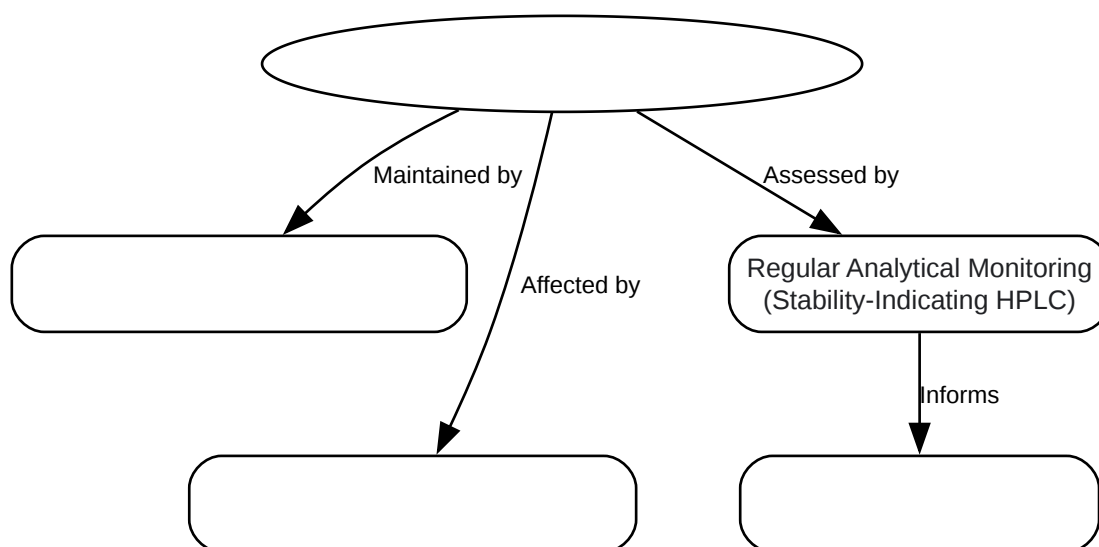 Maintained by
Assessed by
Regular Analytical Monitoring
(Stability-Indicating HPLC)
Affected by
Informs